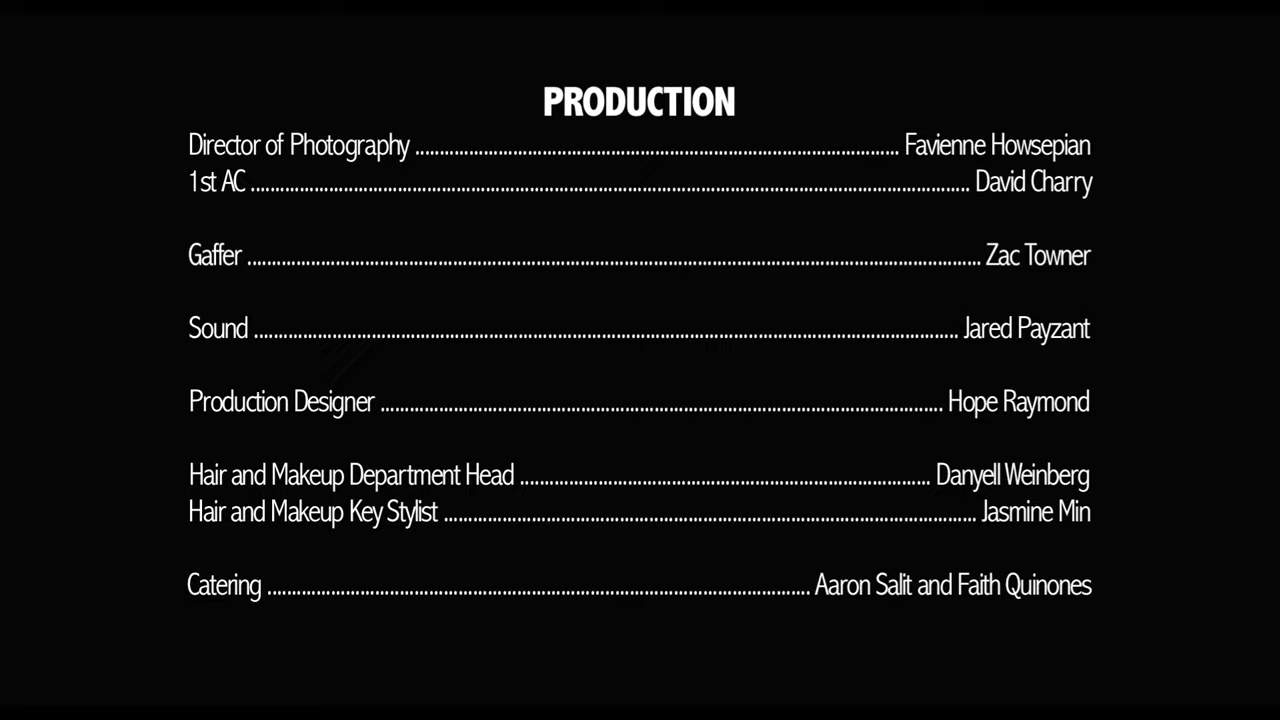 PRODUCTION
Director of Photography ........................................................................................................ Favienne Howsepian
1st AC ........................................................................................................ David Charry
Gaffer ........................................................................................................ Zac Towner
Sound ........................................................................................................ Jared Payzant
Production Designer ........................................................................................................ Hope Raymond
Hair and Makeup Department Head ........................................................................................................ Danyell Weinberg
Hair and Makeup Key Stylist ........................................................................................................ Jasmine Min
Catering ........................................................................................................ Aaron Salit and Faith Quinones